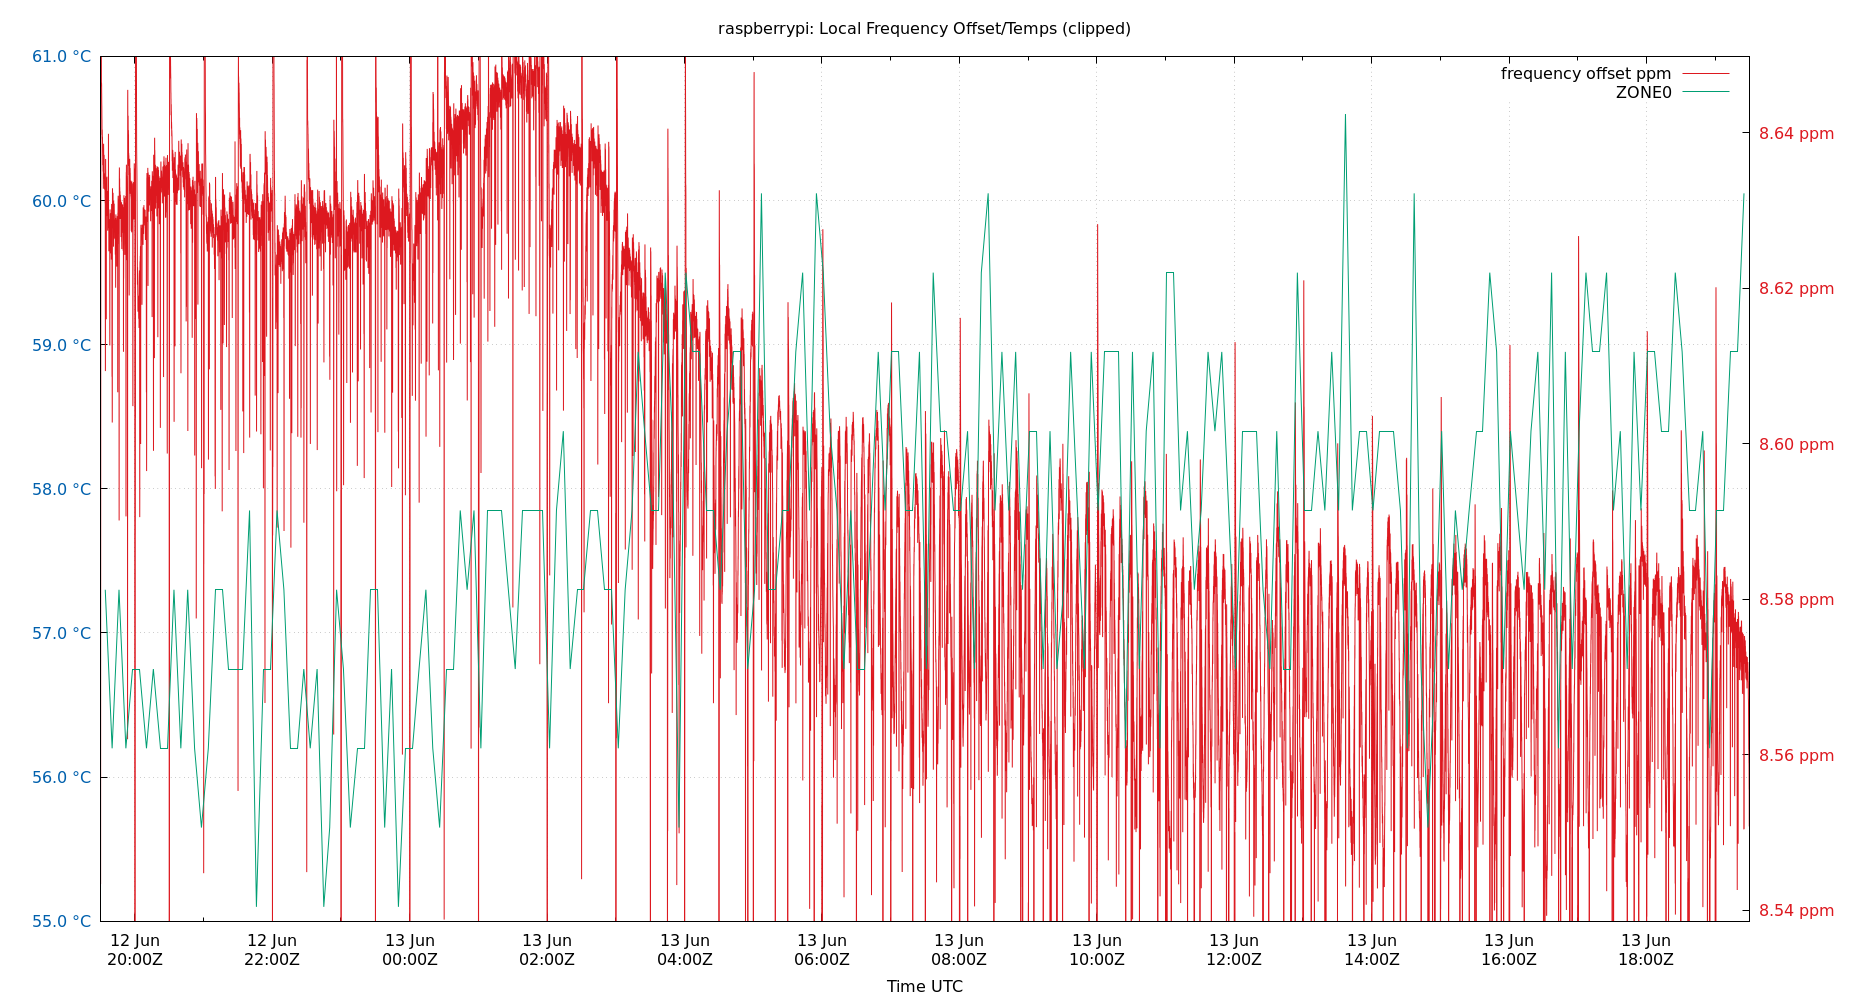 raspberrypi: Local Frequency Offset/Temps (clipped)
61.0 °C
60.0 °C
59.0 °C
58.0 °C
57.0 °C
56.0 °C
55.0 °C
frequency offset ppm
ZONE0
8.64 ppm
8.62 ppm
8.60 ppm
8.58 ppm
8.56 ppm
8.54 ppm
12 Jun
20:00Z
12 Jun
22:00Z
13 Jun
00:00Z
13 Jun
02:00Z
13 Jun
04:00Z
13 Jun
06:00Z
13 Jun
08:00Z
13 Jun
10:00Z
13 Jun
12:00Z
13 Jun
14:00Z
13 Jun
16:00Z
13 Jun
18:00Z
Time UTC